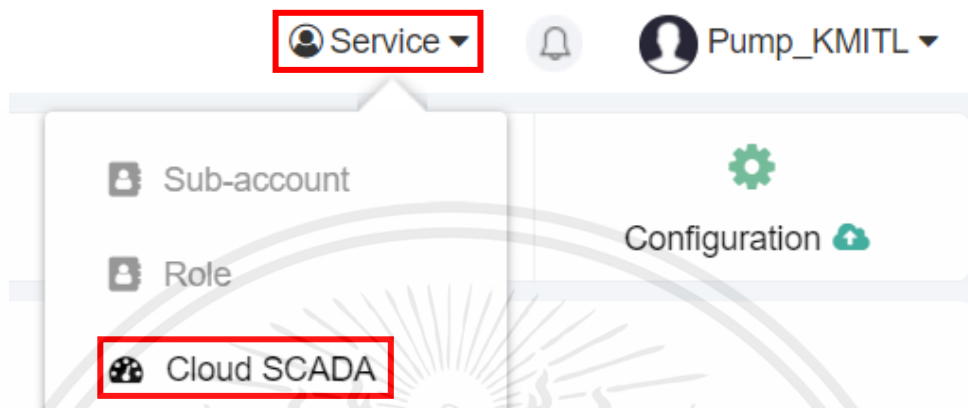 Service
Pump_KMITL
Sub-account
Configuration
Role
Cloud SCADA